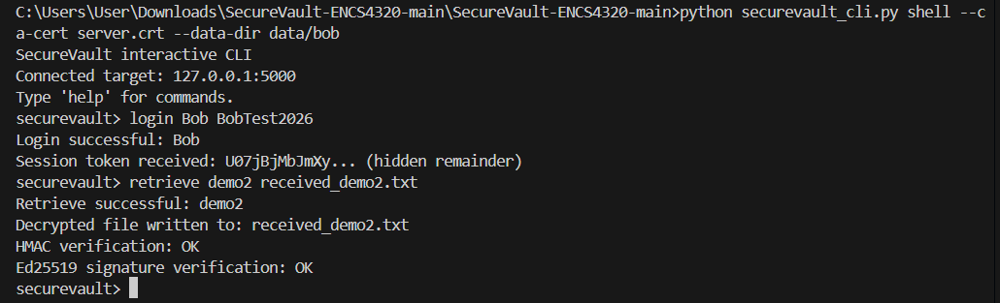 C:\Users\User\Downloads\SecureVault-ENCS4320-main\SecureVault-ENCS4320-main>python securevault_cli.py shell --c
a-cert server.crt --data-dir data/bob
SecureVault interactive CLI
Connected target: 127.0.0.1:5000
Type 'help' for commands.
securevault> login Bob BobTest2026
Login successful: Bob
Session token received: U07jBjMbJmXy... (hidden remainder)
securevault> retrieve demo2 received_demo2.txt
Retrieve successful: demo2
Decrypted file written to: received_demo2.txt
HMAC verification: OK
Ed25519 signature verification: OK
securevault>